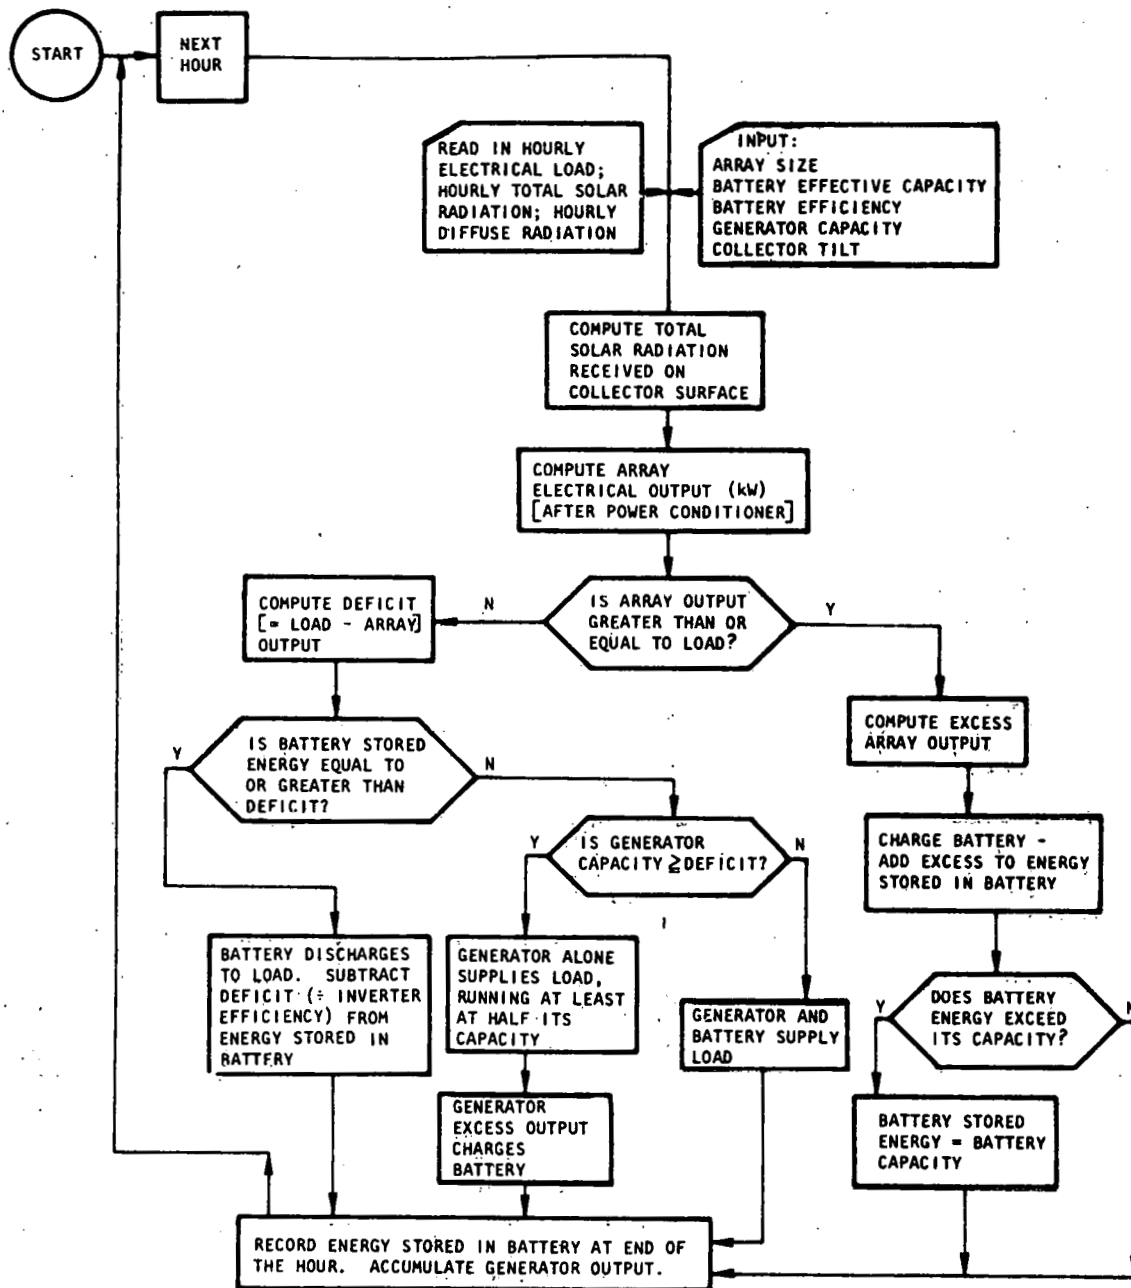 START
NEXT
HOUR
READ IN HOURLY
ELECTRICAL LOAD;
HOURLY TOTAL SOLAR
RADIATION; HOURLY
DIFFUSE RADIATION
INPUT:
ARRAY SIZE
BATTERY EFFECTIVE CAPACITY
BATTERY EFFICIENCY
GENERATOR CAPACITY
COLLECTOR TILT
COMPUTE TOTAL
SOLAR RADIATION
RECEIVED ON
COLLECTOR SURFACE
COMPUTE ARRAY
ELECTRICAL OUTPUT (kW)
[AFTER POWER CONDITIONER]
IS ARRAY OUTPUT
GREATER THAN OR
EQUAL TO LOAD?
N
Y
COMPUTE DEFICIT
[= LOAD - ARRAY]
OUTPUT
COMPUTE EXCESS
ARRAY OUTPUT
IS BATTERY STORED
ENERGY EQUAL TO
OR GREATER THAN
DEFICIT?
Y
N
IS GENERATOR
CAPACITY ≧ DEFICIT?
Y
N
CHARGE BATTERY -
ADD EXCESS TO ENERGY
STORED IN BATTERY
BATTERY DISCHARGES
TO LOAD. SUBTRACT
DEFICIT (÷ INVERTER
EFFICIENCY) FROM
ENERGY STORED IN
BATTERY
GENERATOR ALONE
SUPPLIES LOAD,
RUNNING AT LEAST
AT HALF ITS
CAPACITY
GENERATOR AND
BATTERY SUPPLY
LOAD
DOES BATTERY
ENERGY EXCEED
ITS CAPACITY?
Y
N
GENERATOR
EXCESS OUTPUT
CHARGES
BATTERY
BATTERY STORED
ENERGY = BATTERY
CAPACITY
RECORD ENERGY STORED IN BATTERY AT END OF
THE HOUR. ACCUMULATE GENERATOR OUTPUT.